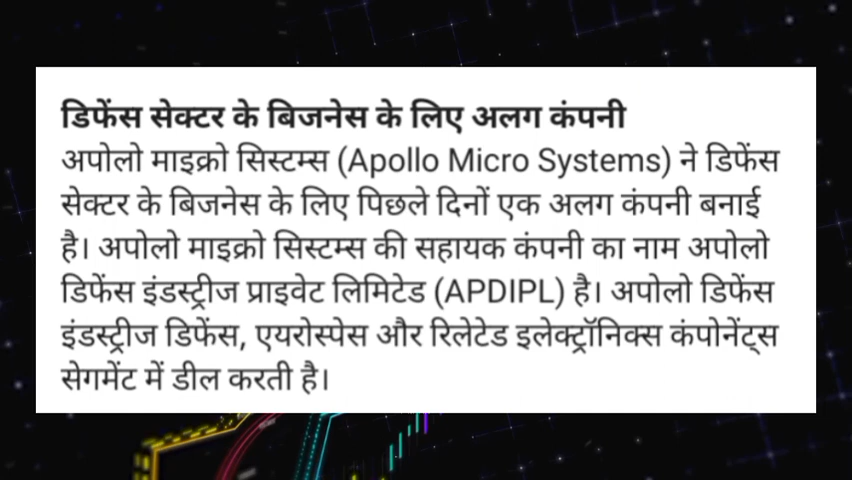 डिफेंस सेक्टर के बिजनेस के लिए अलग कंपनी
अपोलो माइक्रो सिस्टम्स (Apollo Micro Systems) ने डिफेंस
सेक्टर के बिजनेस के लिए पिछले दिनों एक अलग कंपनी बनाई
है। अपोलो माइक्रो सिस्टम्स की सहायक कंपनी का नाम अपोलो
डिफेंस इंडस्ट्रीज प्राइवेट लिमिटेड (APDIPL) है। अपोलो डिफेंस
इंडस्ट्रीज डिफेंस, एयरोस्पेस और रिलेटेड इलेक्ट्रॉनिक्स कंपोनेंट्स
सेगमेंट में डील करती है।